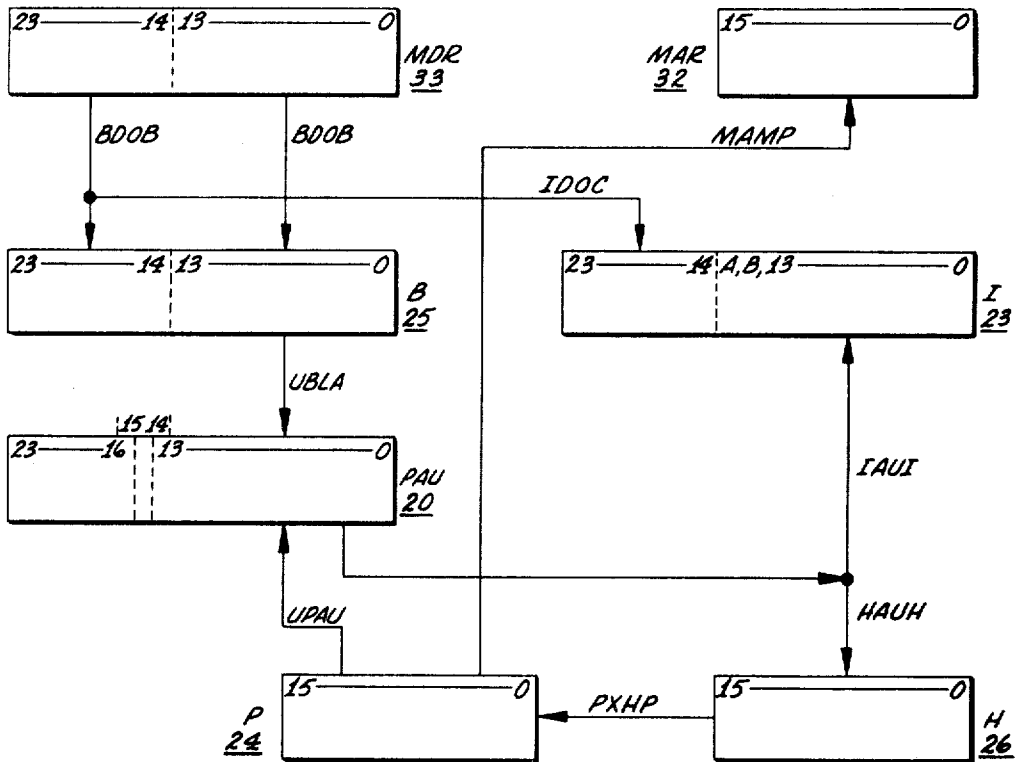 23 14 13 0
MDR
33
15 0
MAR
32
BDOB BDOB
MAMP
IDOC
23 14 13 0
B
25
23 14 A,B,13 0
I
23
UBLA
15 14
23 16 13 0
PAU
20
IAUI
UPAU
HAUH
15 0
P
24
PXHP
15 0
H
26